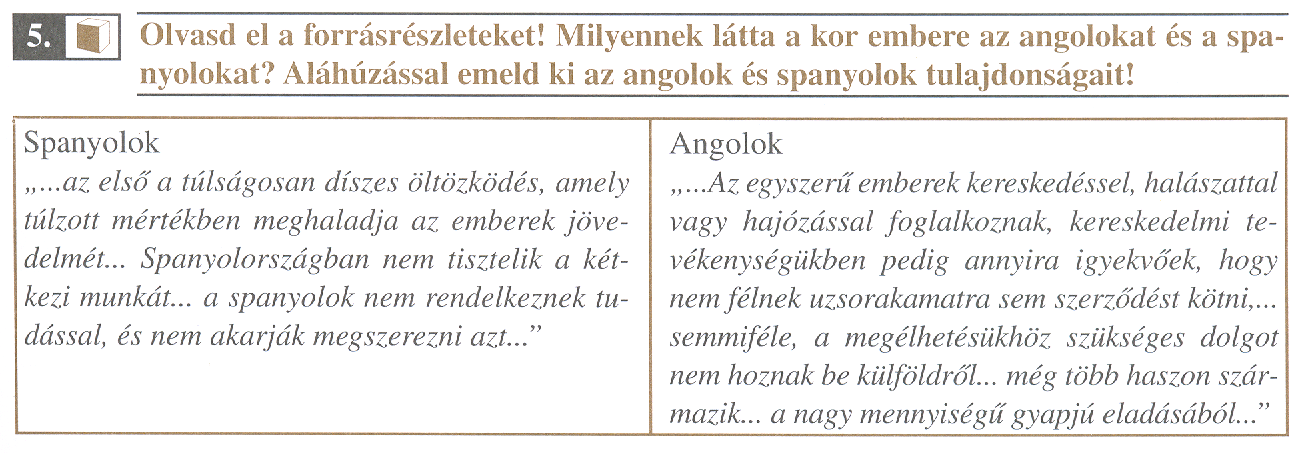 5.
Olvasd el a forrásrészleteket! Milyennek látta a kor embere az angolokat és a spa-
nyolokat? Aláhúzással emeld ki az angolok és spanyolok tulajdonságait!
Spanyolok
„...az első a túlságosan díszes öltözködés, amely
túlzott mértékben meghaladja az emberek jöve-
delmét... Spanyolországban nem tisztelik a két-
kezi munkát... a spanyolok nem rendelkeznek tu-
dással, és nem akarják megszerezni azt...”
Angolok
„...Az egyszerű emberek kereskedéssel, halászattal
vagy hajózással foglalkoznak, kereskedelmi te-
vékenységükben pedig annyira igyekvőek, hogy
nem félnek uzsorakamatra sem szerződést kötni,...
semmiféle, a megélhetésükhöz szükséges dolgot
nem hoznak be külföldről... még több haszon szár-
mazik... a nagy mennyiségű gyapjú eladásából...”